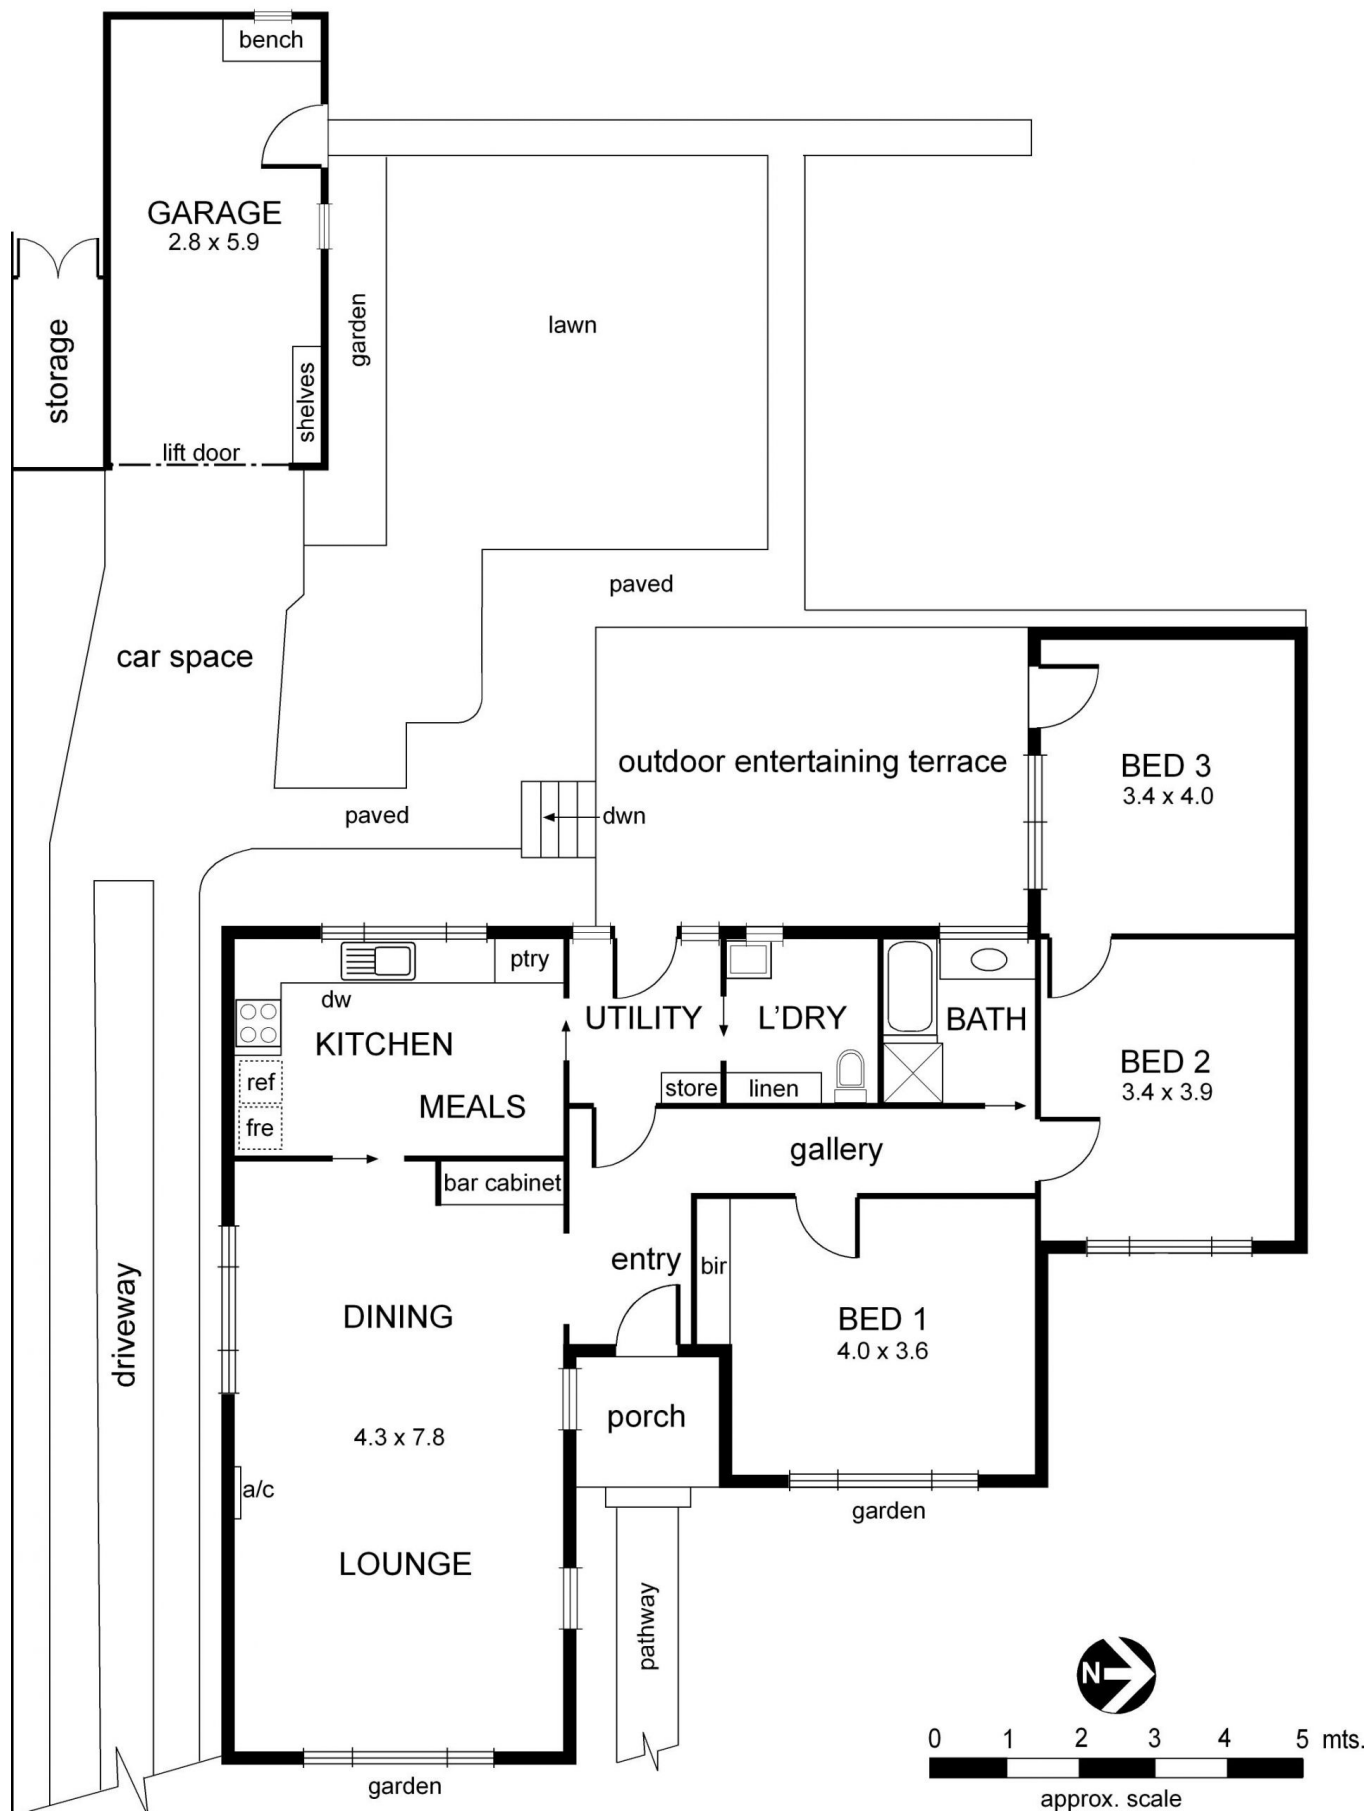 bench
GARAGE
2.8 x 5.9
storage
garden
lawn
shelves
lift door
paved
car space
outdoor entertaining terrace
BED 3
3.4 x 4.0
paved
dwn
ptry
dw
UTILITY
L'DRY
BATH
KITCHEN
BED 2
3.4 x 3.9
ref
store
linen
MEALS
fre
gallery
bar cabinet
entry
bir
driveway
DINING
BED 1
4.0 x 3.6
porch
4.3 x 7.8
a/c
garden
LOUNGE
pathway
N
0 1 2 3 4 5 mts.
garden
approx. scale